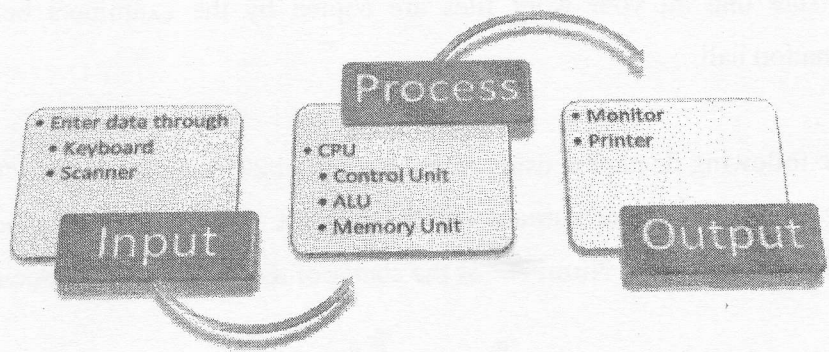 • Enter data through
• Keyboard
• Scanner
Input
Process
• CPU
• Control Unit
• ALU
• Memory Unit
• Monitor
• Printer
Output